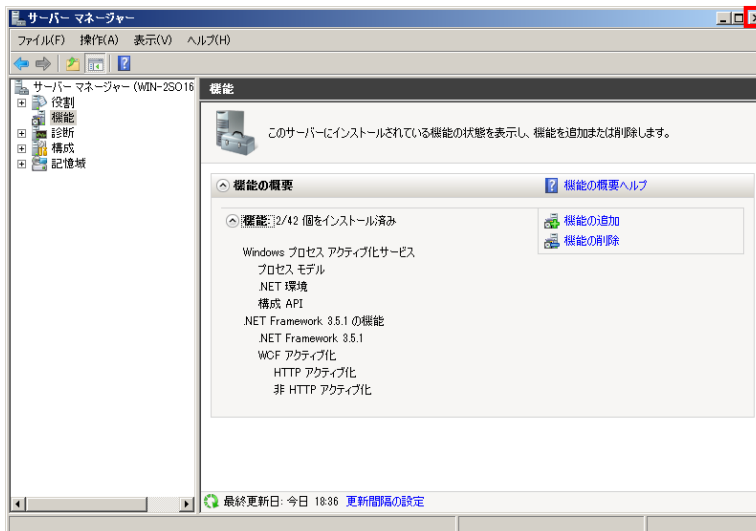 サーバー マネージャー
ファイル(F) 操作(A) 表示(V) ヘルプ(H)
サーバー マネージャー (WIN-2SO16
役割
機能
診断
構成
記憶域
機能
このサーバーにインストールされている機能の状態を表示し、機能を追加または削除します。
機能の概要
機能の概要ヘルプ
機能: 2/42 個をインストール済み
Windows プロセス アクティブ化サービス
プロセス モデル
.NET 環境
構成 API
.NET Framework 3.5.1 の機能
.NET Framework 3.5.1
WCF アクティブ化
HTTP アクティブ化
非 HTTP アクティブ化
機能の追加
機能の削除
最終更新日: 今日 18:36 更新間隔の設定